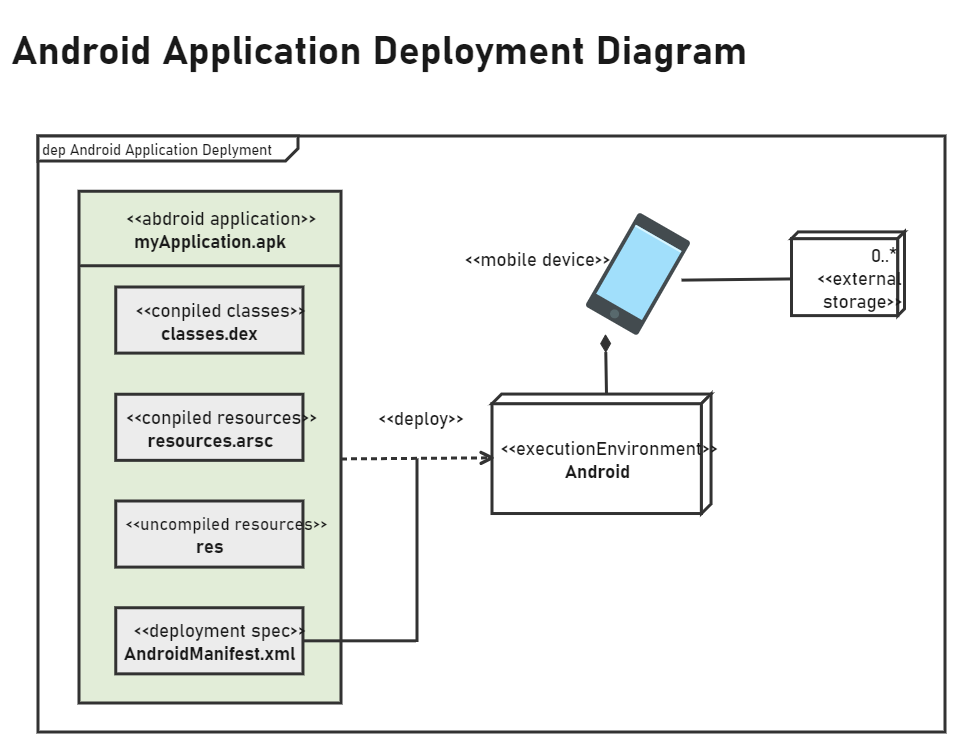 Android Application Deployment Diagram
dep Android Application Deplyment
<<abdroid application>>
myApplication.apk
<<conpiled classes>>
classes.dex
<<conpiled resources>>
resources.arsc
<<uncompiled resources>>
res
<<deployment spec>>
AndroidManifest.xml
<<deploy>>
<<mobile device>>
0..*
<<external
storage>>
<<executionEnvironment>>
Android